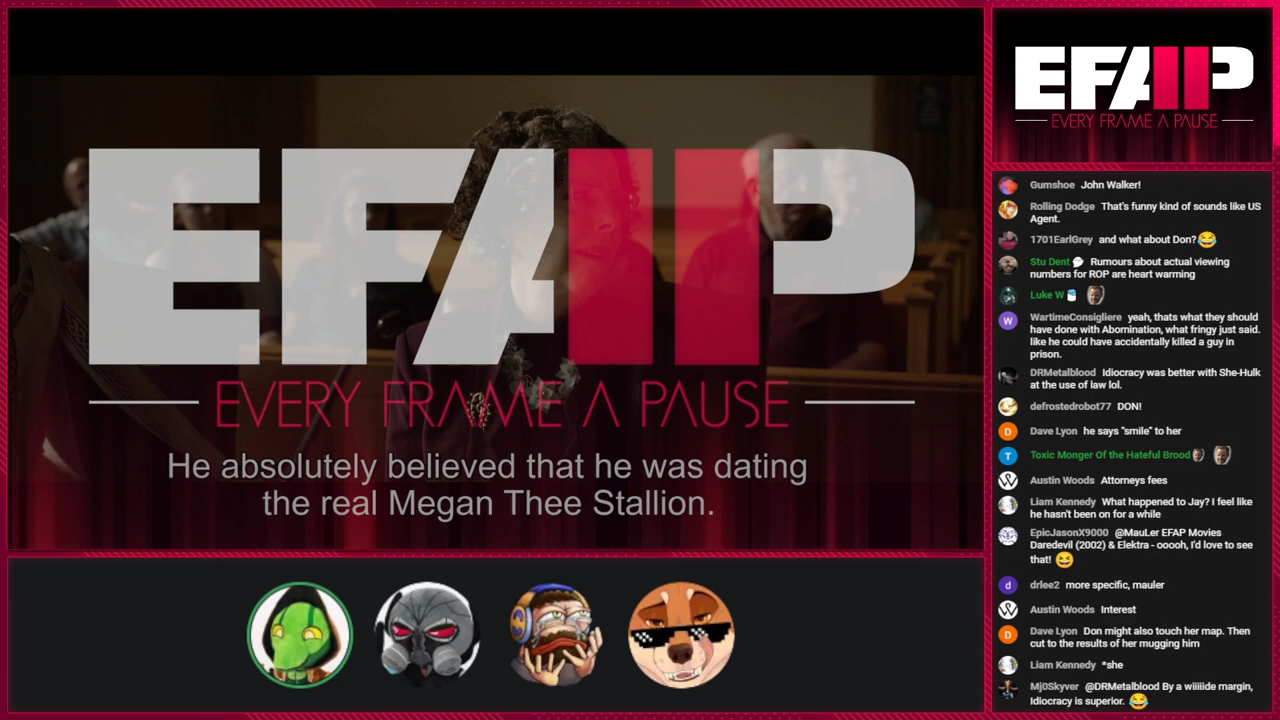 EFAP
EVERY FRAME A PAUSE
He absolutely believed that he was dating
the real Megan Thee Stallion.
EFAP
EVERY FRAME A PAUSE
Gumshoe John Walker!
Rolling Dodge That's funny kind of sounds like US
Agent.
1701EarlGrey and what about Don?😂
Stu Dent Rumours about actual viewing
numbers for ROP are heart warming
Luke W
W
WartimeConsigliere yeah, thats what they should
have done with Abomination, what fringy just said.
like he could have accidentally killed a guy in
prison.
DRMetalblood Idiocracy was better with She-Hulk
at the use of law lol.
defrostedrobot77 DON!
D
Dave Lyon he says "smile" to her
T
Toxic Monger Of the Hateful Brood
Austin Woods Attorneys fees
Liam Kennedy What happened to Jay? I feel like
he hasn't been on for a while
EpicJasonX9000 @MauLer EFAP Movies
Daredevil (2002) & Elektra - ooooh, I'd love to see
that! 😆
d
drlee2 more specific, mauler
Austin Woods Interest
D
Dave Lyon Don might also touch her map. Then
cut to the results of her mugging him
Liam Kennedy *she
Mj0Skyver @DRMetalblood By a wiiiiide margin,
Idiocracy is superior. 😂